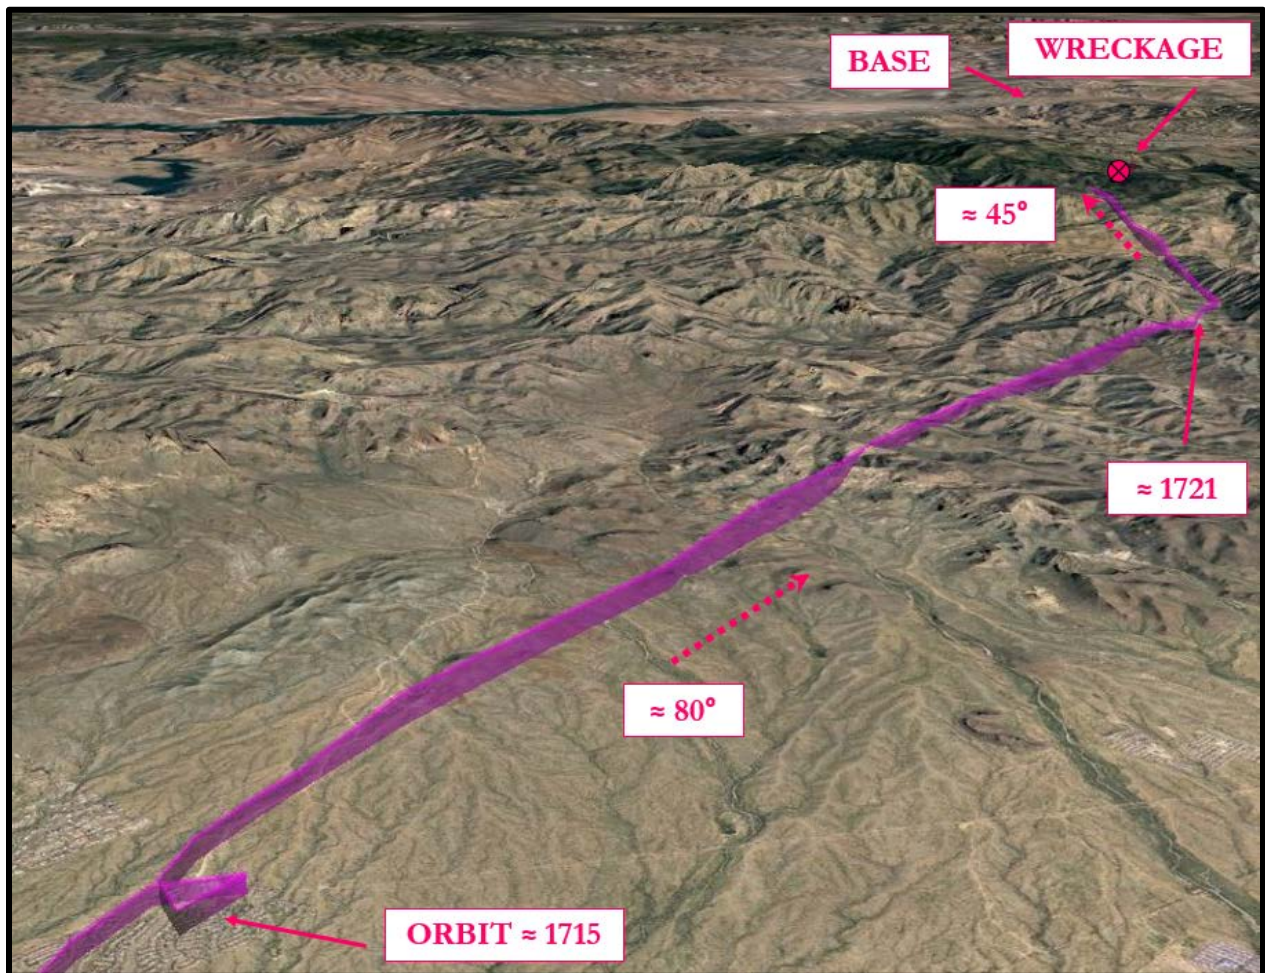 BASE
WRECKAGE
≈ 45°
≈ 1721
≈ 80°
ORBIT ≈ 1715